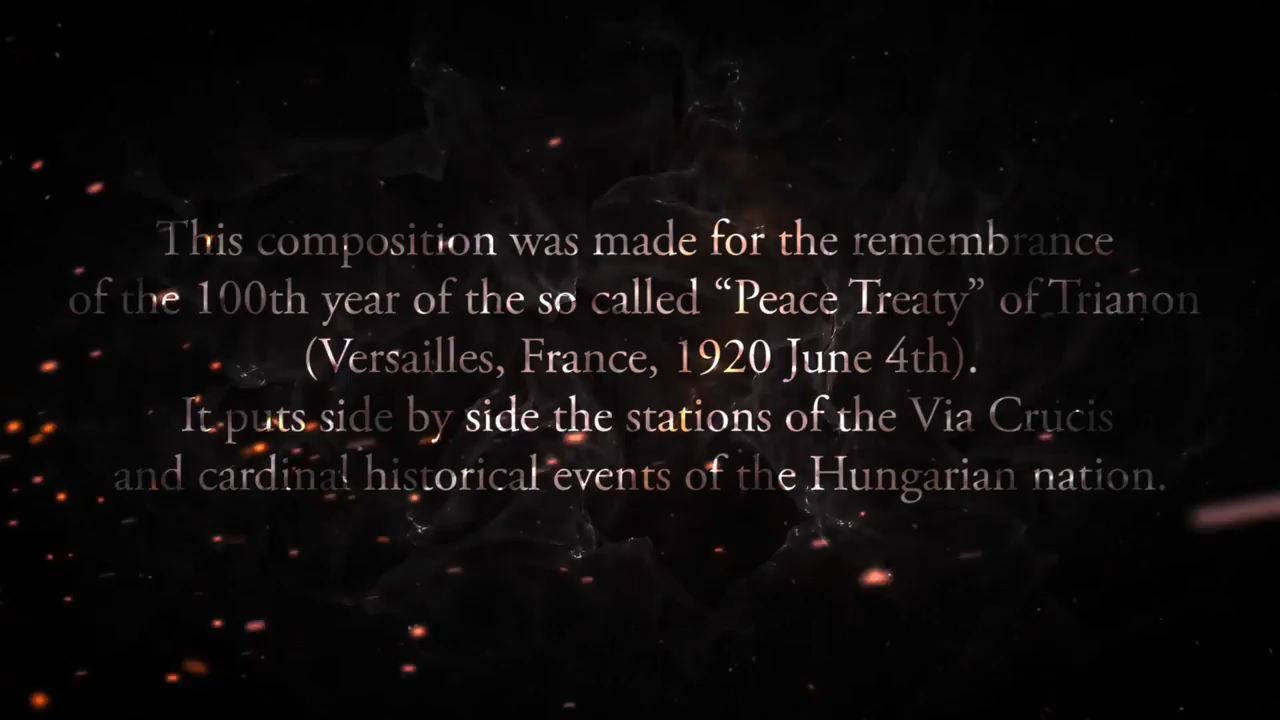 This composition was made for the remembrance
of the 100th year of the so called “Peace Treaty” of Trianon
(Versailles, France, 1920 June 4th).
It puts side by side the stations of the Via Crucis
and cardinal historical events of the Hungarian nation.